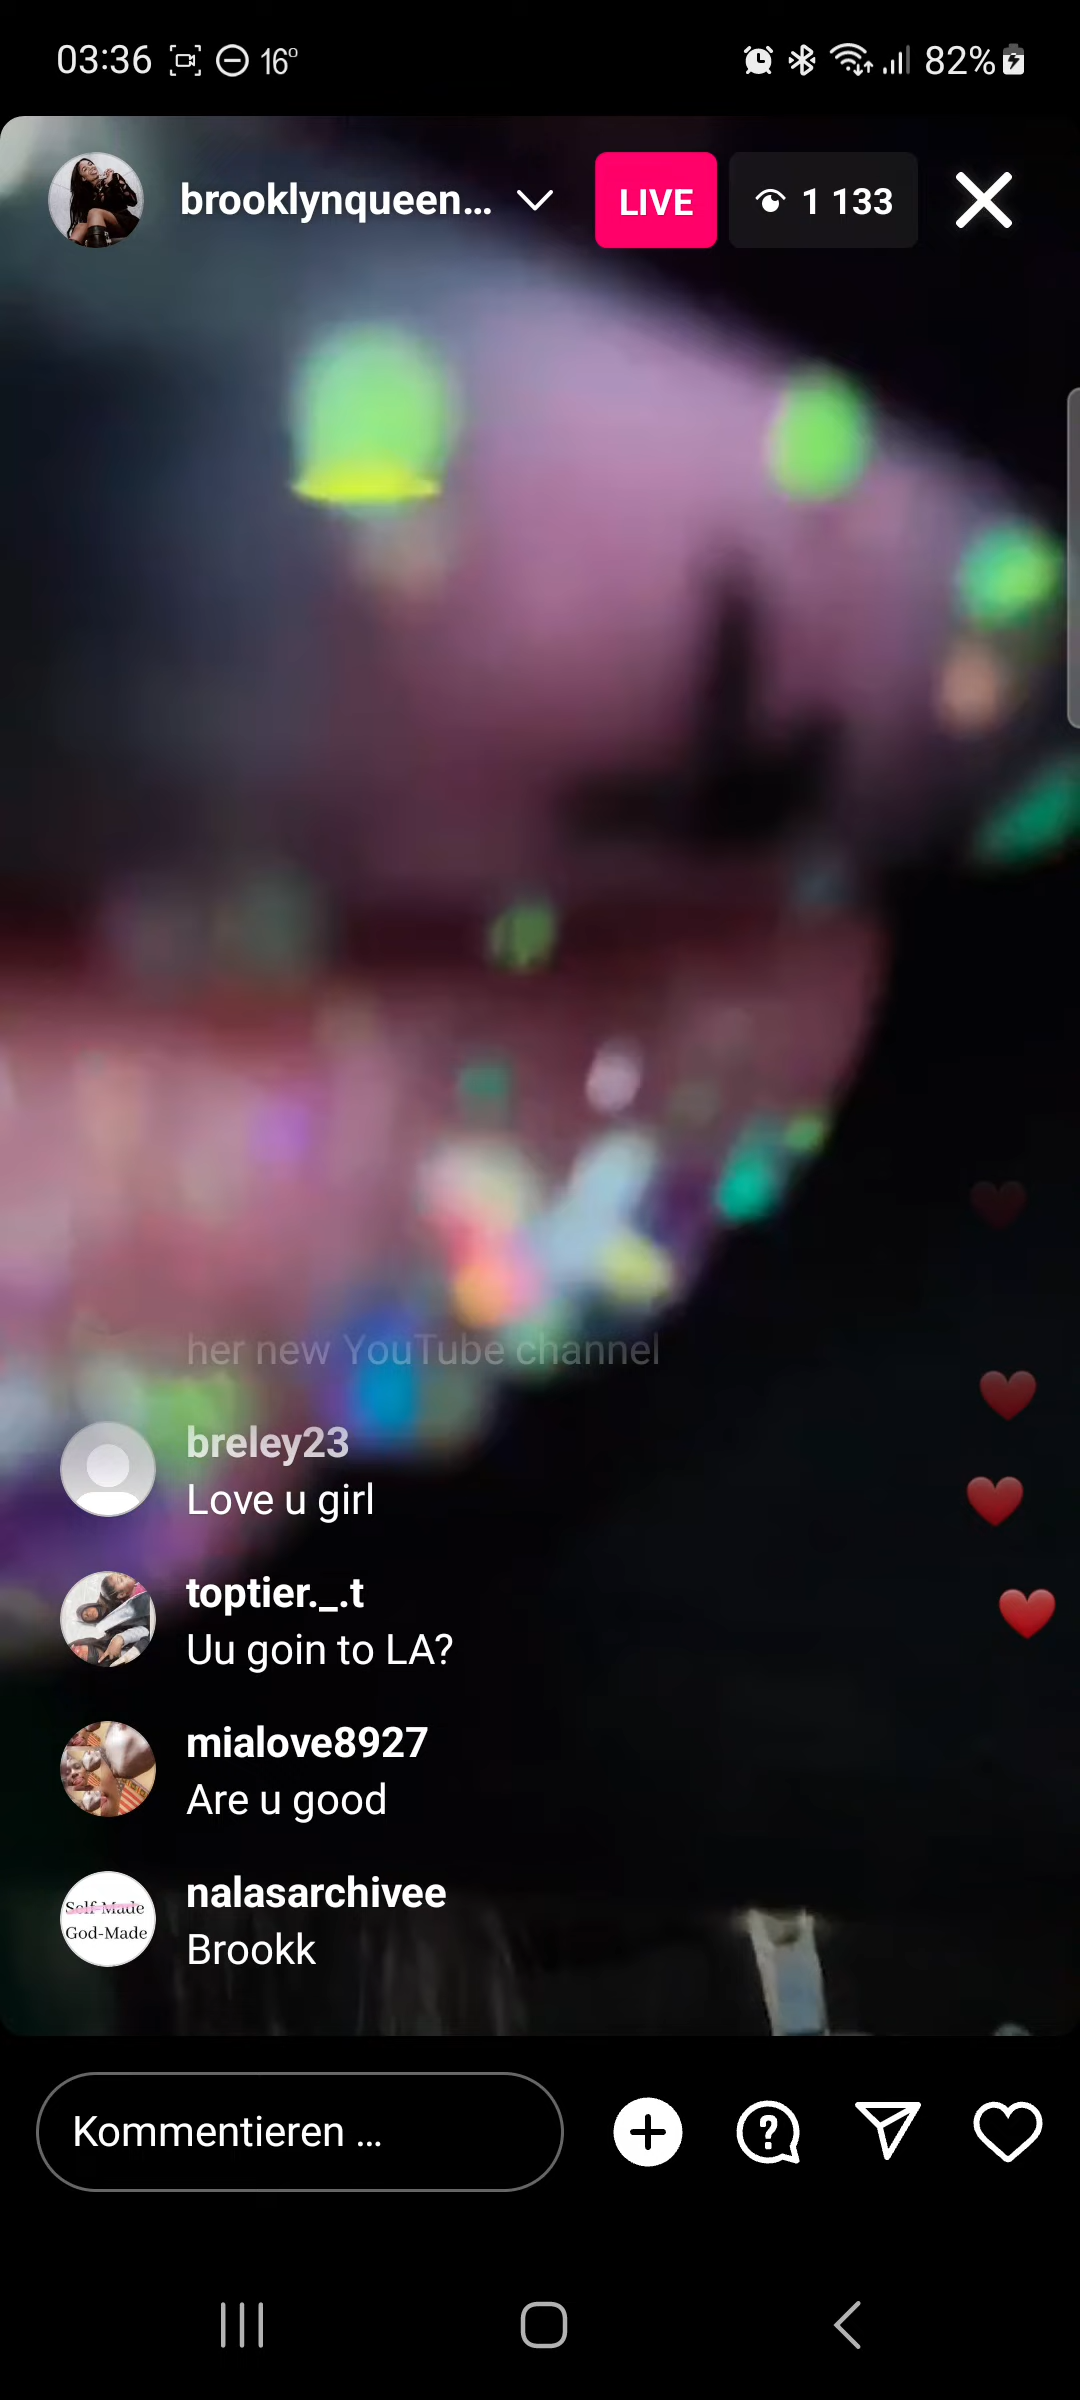 03:36 16°
82%
brooklynqueen...
LIVE
1 133
her new YouTube channel
breley23
Love u girl
toptier._.t
Uu goin to LA?
mialove8927
Are u good
Self-Made
God-Made
nalasarchivee
Brookk
Kommentieren ...